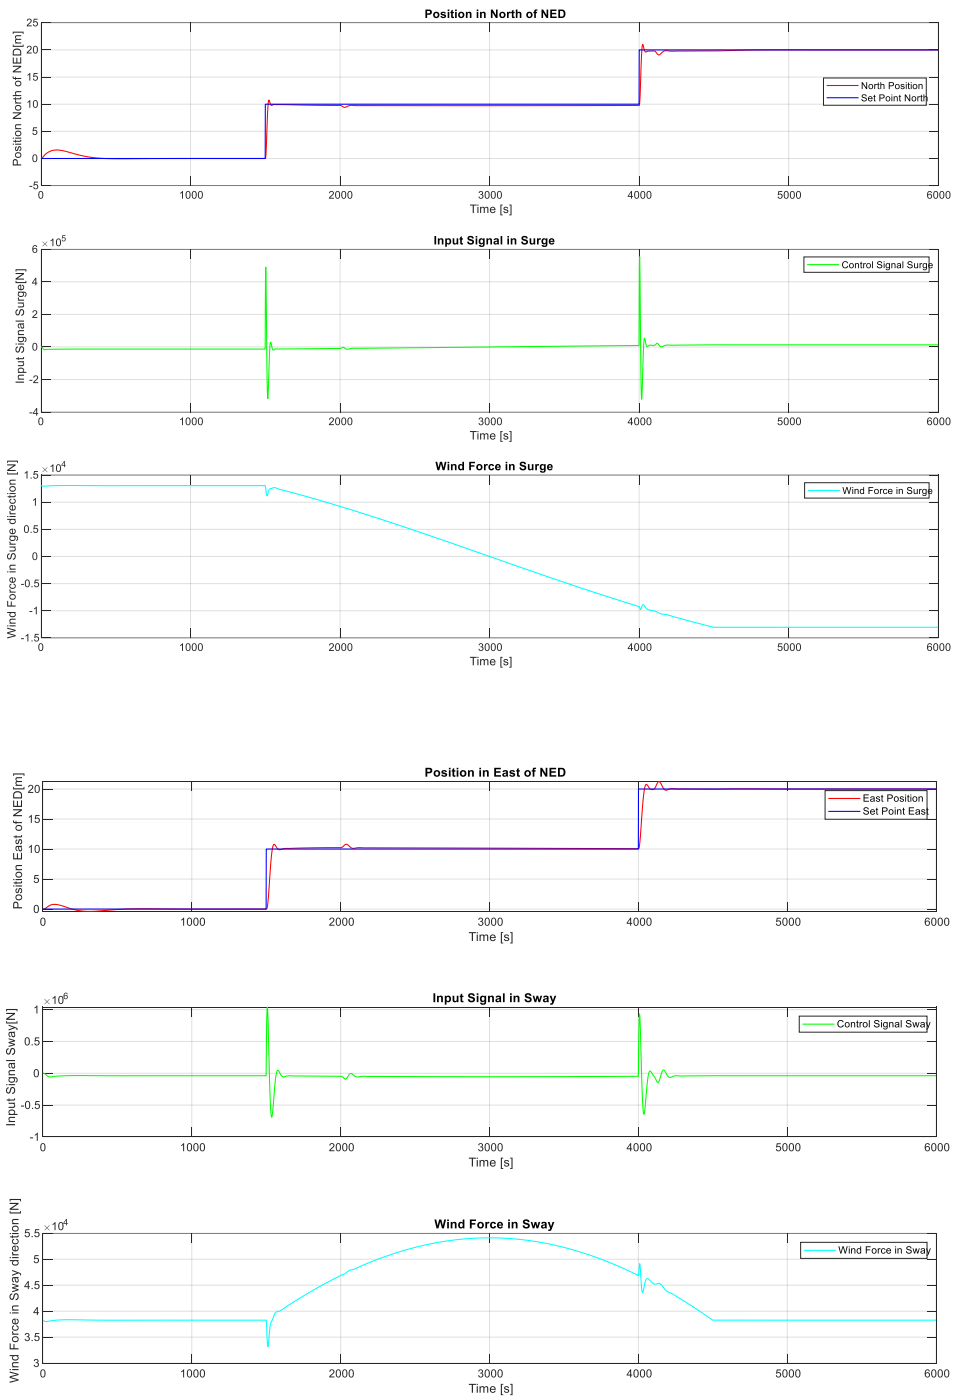 Position in North of NED
Position North of NED[m]
25
20
15
10
5
0
-5
North Position
Set Point North
0 1000 2000 3000 4000 5000 6000
Time [s]
Input Signal in Surge
×10^5
Input Signal Surge[N]
6
4
2
0
-2
-4
Control Signal Surge
0 1000 2000 3000 4000 5000 6000
Time [s]
Wind Force in Surge
×10^4
Wind Force in Surge direction [N]
1.5
1
0.5
0
-0.5
-1
-1.5
Wind Force in Surge
0 1000 2000 3000 4000 5000 6000
Time [s]
Position in East of NED
Position East of NED[m]
20
15
10
5
0
East Position
Set Point East
0 1000 2000 3000 4000 5000 6000
Time [s]
Input Signal in Sway
×10^6
Input Signal Sway[N]
1
0.5
0
-0.5
-1
Control Signal Sway
0 1000 2000 3000 4000 5000 6000
Time [s]
Wind Force in Sway
×10^4
Wind Force in Sway direction [N]
5.5
5
4.5
4
3.5
3
Wind Force in Sway
0 1000 2000 3000 4000 5000 6000
Time [s]